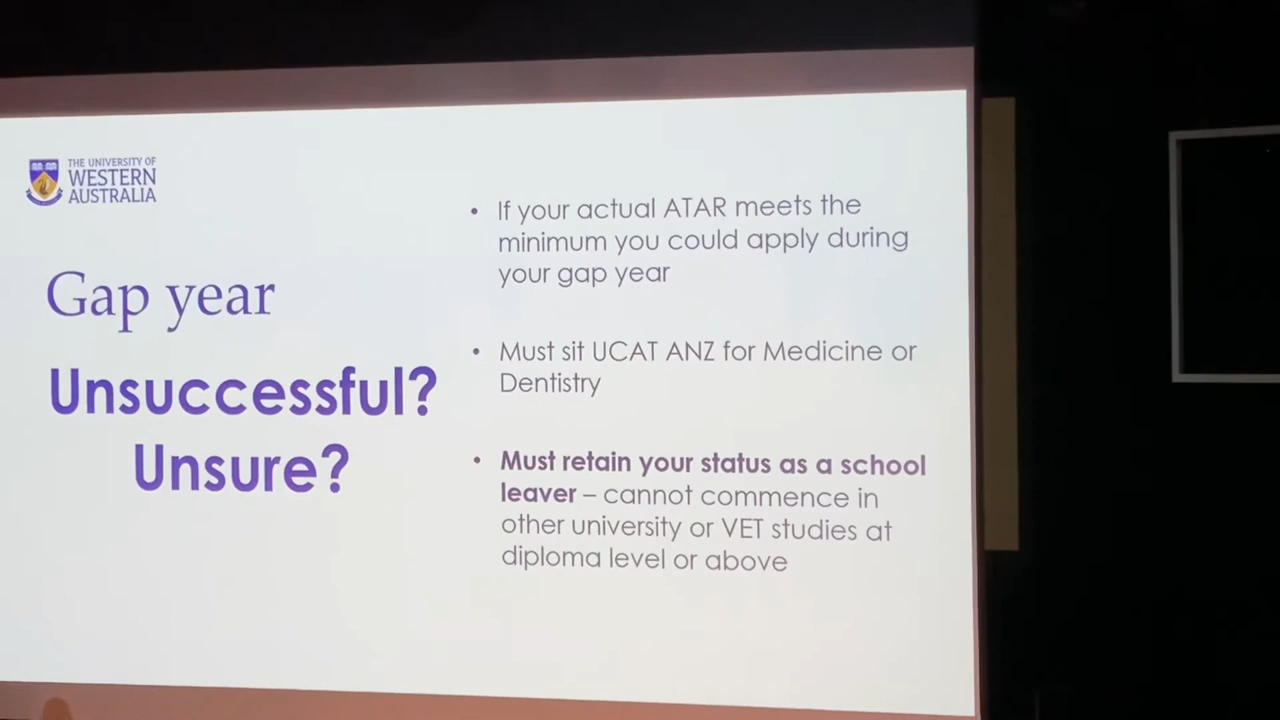 THE UNIVERSITY OF
WESTERN
AUSTRALIA
Gap year
Unsuccessful?
Unsure?
• If your actual ATAR meets the
minimum you could apply during
your gap year
• Must sit UCAT ANZ for Medicine or
Dentistry
• Must retain your status as a school
leaver – cannot commence in
other university or VET studies at
diploma level or above